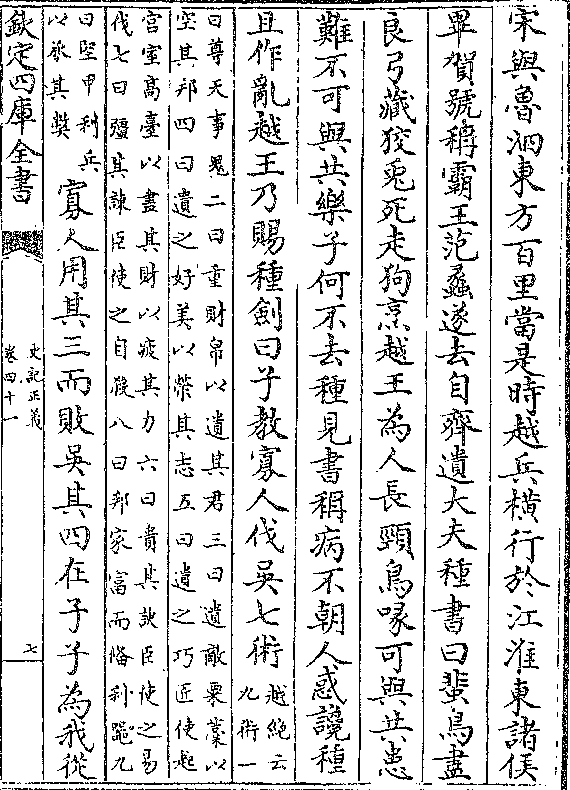 宋與魯泗東方百里當是時越兵橫行於江淮東諸侯
畢賀號稱霸王范蠡遂去自齊遺大夫種書曰蜚鳥盡
良弓藏狡兎死走狗烹越王為人長頸鳥喙可與共患
難不可與共樂子何不去種見書稱病不朝人或讒種
且作亂越王乃賜種劍曰子教寡人伐吳七術
越絕云
九術一
曰尊天事鬼二曰重財帛以遺其君三曰遺敵粟藁以
空其邦四曰遺之好美以榮其志五曰遺之巧匠使起
宮室高臺以盡其財以疲其力六曰貴其諛臣使之易
伐七曰彊其諫臣使之自殺八曰邦家富而備利器九
曰堅甲利兵
以承其弊
寡人用其三而敗吳其四在子子為我從
欽定四庫全書
史記正義
卷四十一
七